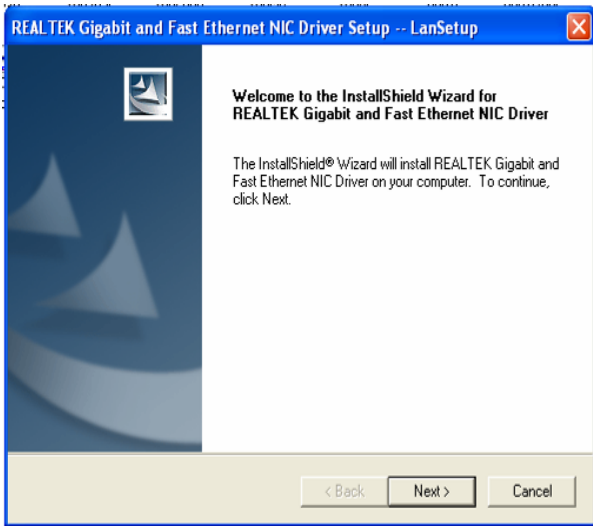 REALTEK Gigabit and Fast Ethernet NIC Driver Setup -- LanSetup
Welcome to the InstallShield Wizard for
REALTEK Gigabit and Fast Ethernet NIC Driver
The InstallShield® Wizard will install REALTEK Gigabit and
Fast Ethernet NIC Driver on your computer. To continue,
click Next.
< Back
Next >
Cancel